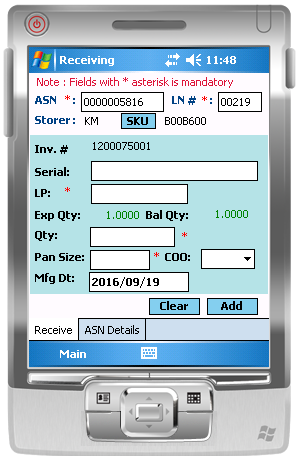 Receiving 11:48
Note : Fields with * asterisk is mandatory
ASN *: 0000005816 LN # *: 00219
Storer: KM SKU B00B600
Inv. # 1200075001
Serial:
LP: *
Exp Qty: 1.0000 Bal Qty: 1.0000
Qty: *
Pan Size: * COO:
Mfg Dt: 2016/09/19
Clear Add
Receive ASN Details
Main